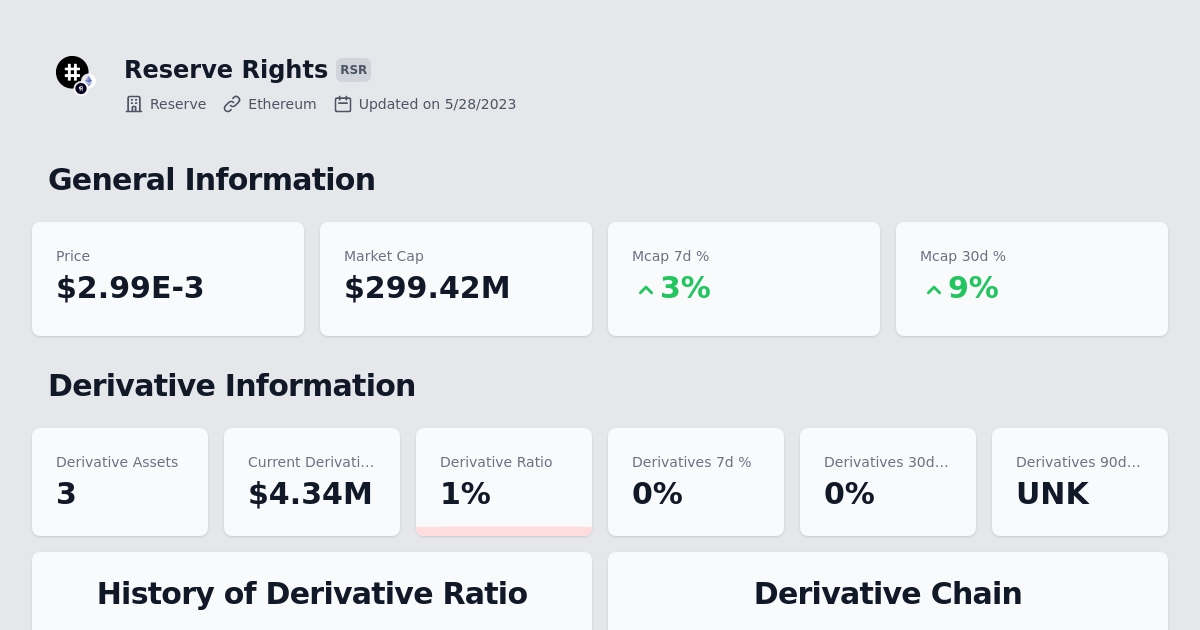 Reserve Rights RSR
Reserve Ethereum Updated on 5/28/2023
General Information
Price Market Cap Mcap 7d % Mcap 30d %
$2.99E-3 $299.42M 3% 9%
Derivative Information
Derivative Assets Current Derivati... Derivative Ratio Derivatives 7d % Derivatives 30d... Derivatives 90d...
3 $4.34M 1% 0% 0% UNK
History of Derivative Ratio Derivative Chain